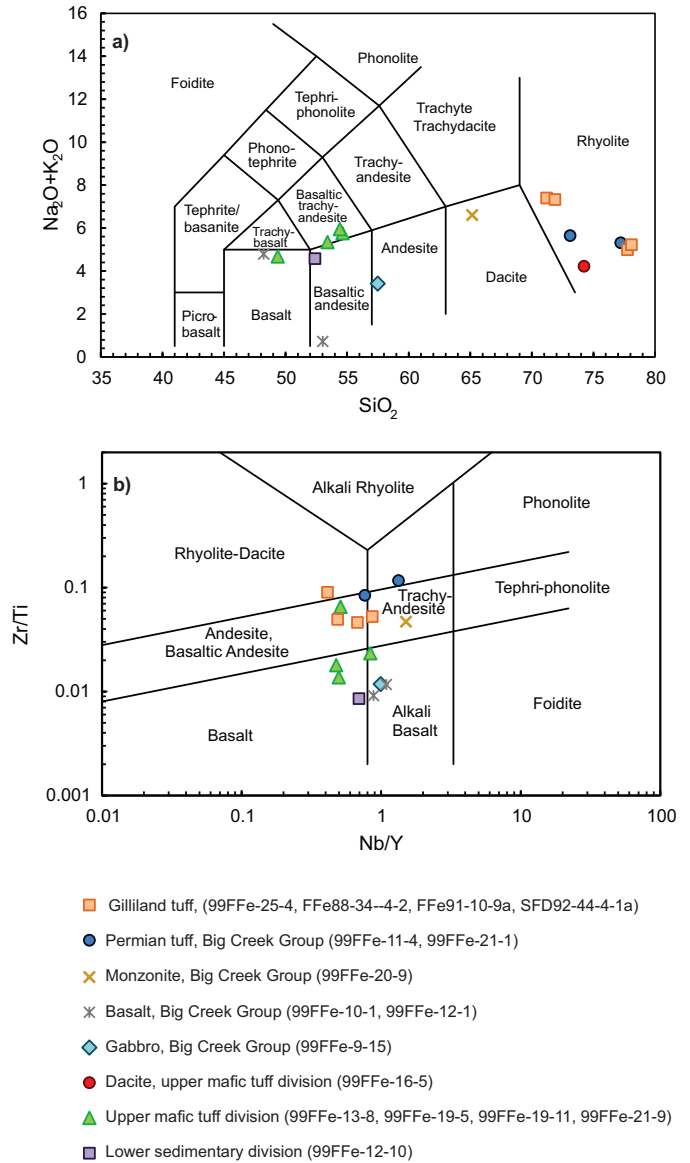 a)
16
14
12
10
8
6
4
2
0
Na₂O+K₂O
Foidite
Phonolite
Tephri-
phonolite
Trachyte
Trachydacite
Rhyolite
Phono-
tephrite
Trachy-
andesite
Tephrite/
basanite
Basaltic
trachy-
andesite
Trachy-
basalt
Andesite
Dacite
Picro-
basalt
Basalt
Basaltic
andesite
35 40 45 50 55 60 65 70 75 80
SiO₂
b)
1
0.1
0.01
0.001
Zr/Ti
Alkali Rhyolite
Phonolite
Rhyolite-Dacite
Tephri-phonolite
Trachy-
Andesite
Andesite,
Basaltic Andesite
Basalt
Alkali
Basalt
Foidite
0.01 0.1 1 10 100
Nb/Y
Gilliland tuff, (99FFe-25-4, FFe88-34--4-2, FFe91-10-9a, SFD92-44-4-1a)
Permian tuff, Big Creek Group (99FFe-11-4, 99FFe-21-1)
Monzonite, Big Creek Group (99FFe-20-9)
Basalt, Big Creek Group (99FFe-10-1, 99FFe-12-1)
Gabbro, Big Creek Group (99FFe-9-15)
Dacite, upper mafic tuff division (99FFe-16-5)
Upper mafic tuff division (99FFe-13-8, 99FFe-19-5, 99FFe-19-11, 99FFe-21-9)
Lower sedimentary division (99FFe-12-10)